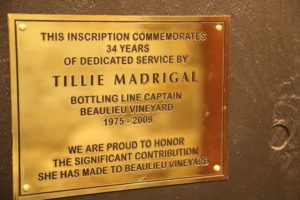 THIS INSCRIPTION COMMEMORATES
34 YEARS
OF DEDICATED SERVICE BY
TILLIE MADRIGAL
BOTTLING LINE CAPTAIN
BEAULIEU VINEYARD
1975 - 2009
WE ARE PROUD TO HONOR
THE SIGNIFICANT CONTRIBUTION
SHE HAS MADE TO BEAULIEU VINEYARD